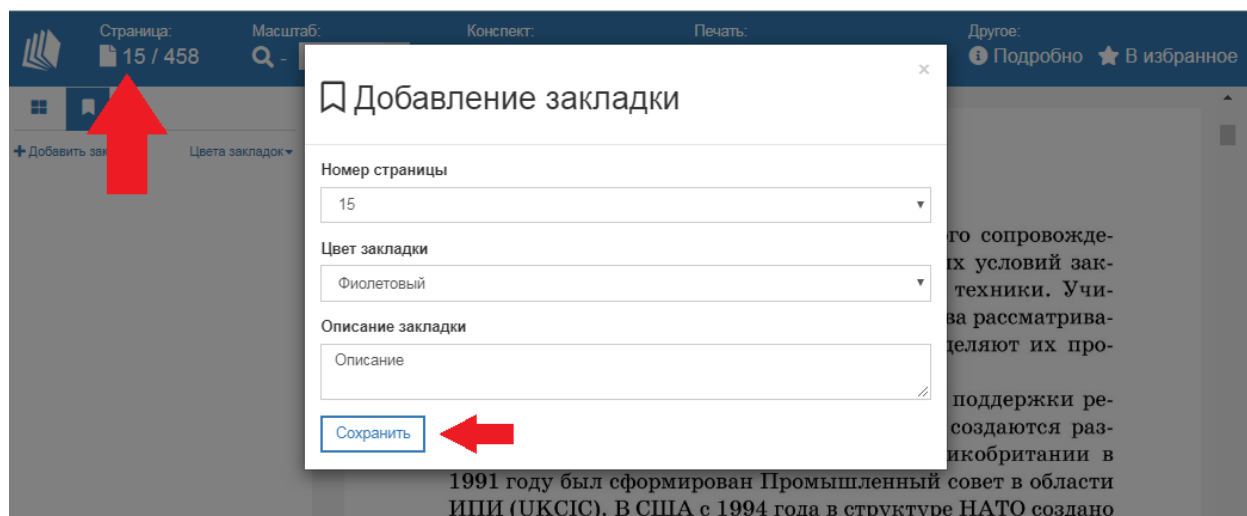 Страница: Масштаб: Конспект: Печать: Другое:
15 / 458 - Подробно В избранное
Добавление закладки ×
+ Добавить Цвета закладок
Номер страницы
15
Цвет закладки
Фиолетовый
Описание закладки
Описание
Сохранить
го сопровожде-
условий зак-
техники. Учи-
ва рассматрива-
деляют их про-
поддержки ре-
создаются раз-
икобритании в
1991 году был сформирован Промышленный совет в области
ИПИ (UKCIC). В США с 1994 года в структуре НАТО создано